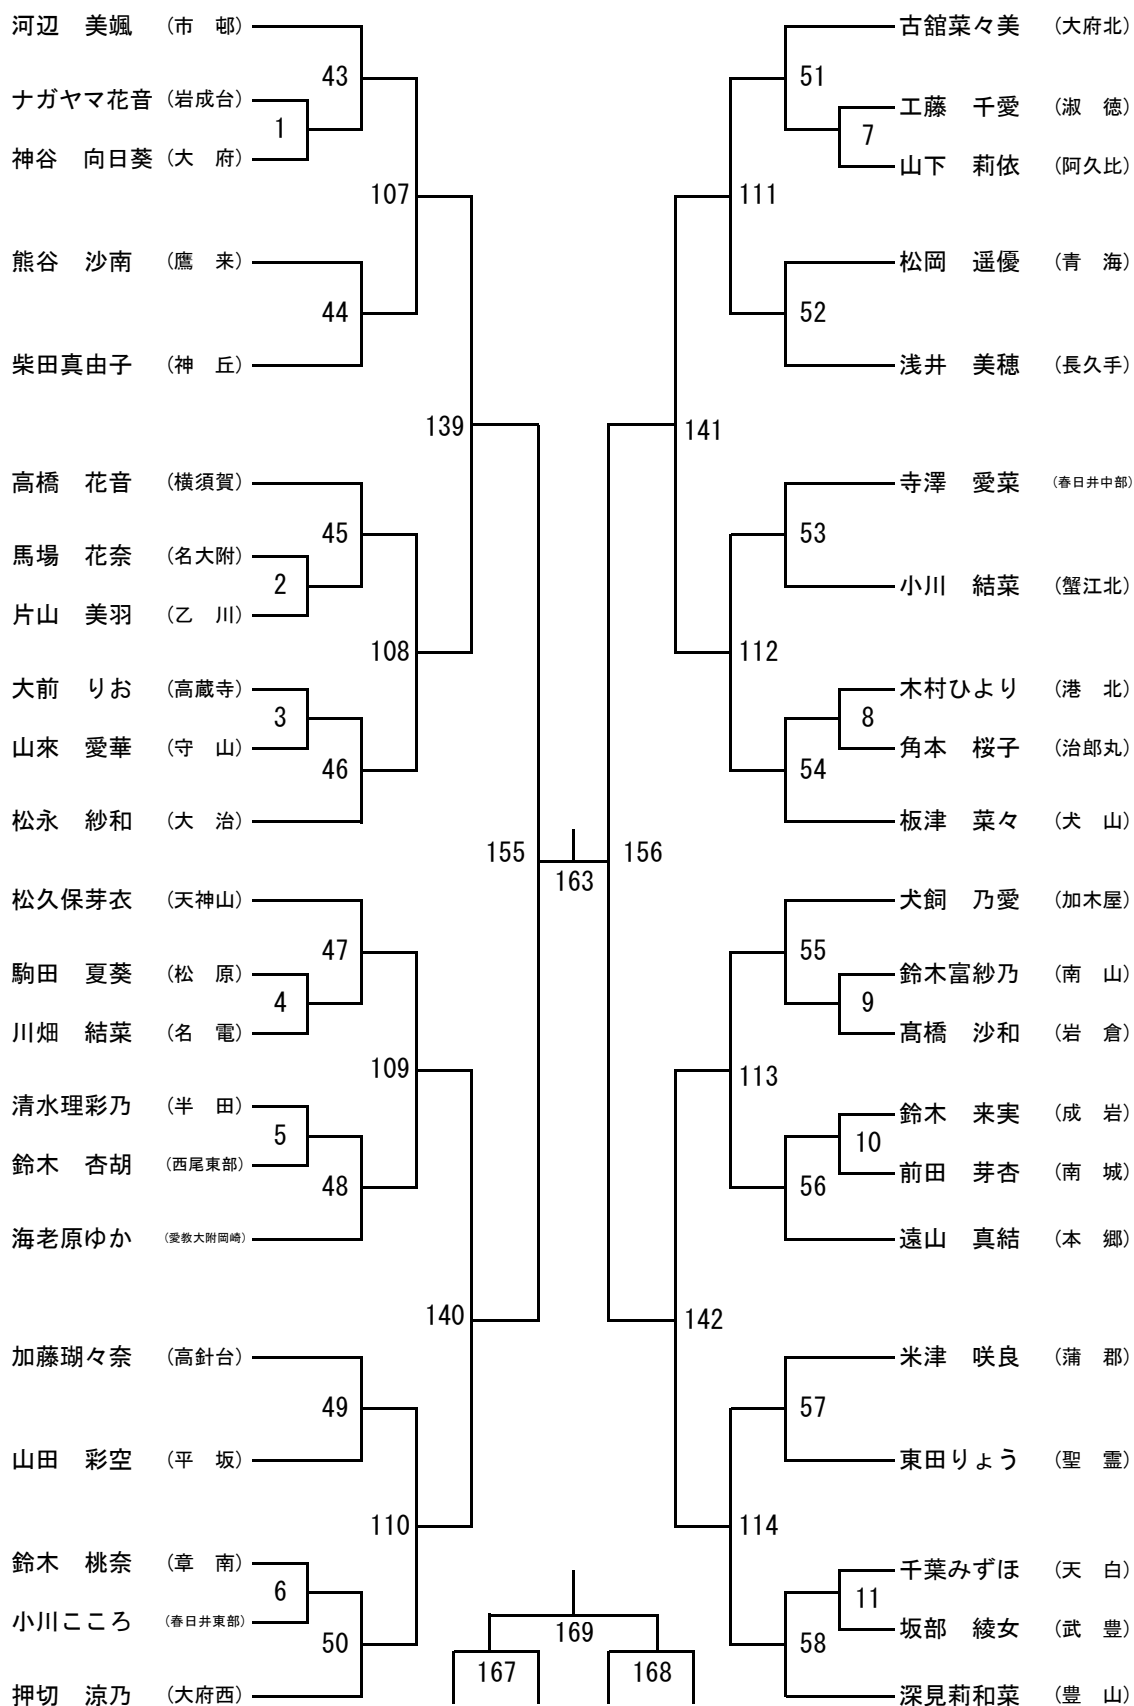 河辺　美颯　（市　邨）
43
ナガヤマ花音（岩成台）
1
神谷　向日葵（大　府）
107
熊谷　沙南　（鷹　来）
44
柴田真由子　（神　丘）
139
高橋　花音　（横須賀）
45
馬場　花奈　（名大附）
2
片山　美羽　（乙　川）
108
大前　りお　（高蔵寺）
3
山來　愛華　（守　山）
46
松永　紗和　（大　治）
155
松久保芽衣　（天神山）
47
駒田　夏葵　（松　原）
4
川畑　結菜　（名　電）
109
清水理彩乃　（半　田）
5
鈴木　杏胡　（西尾東部）
48
海老原ゆか　（愛教大附岡崎）
140
加藤瑚々奈　（高針台）
49
山田　彩空　（平　坂）
110
鈴木　桃奈　（章　南）
6
小川こころ　（春日井東部）
50
押切　涼乃　（大府西）
163
169
167
168
古舘菜々美　（大府北）
51
工藤　千愛　（淑　徳）
7
山下　莉依　（阿久比）
111
松岡　遥優　（青　海）
52
浅井　美穂　（長久手）
141
寺澤　愛菜　（春日井中部）
53
小川　結菜　（蟹江北）
112
木村ひより　（港　北）
8
角本　桜子　（治郎丸）
54
板津　菜々　（犬　山）
156
犬飼　乃愛　（加木屋）
55
鈴木富紗乃　（南　山）
9
髙橋　沙和　（岩　倉）
113
鈴木　来実　（成　岩）
10
前田　芽杏　（南　城）
56
遠山　真結　（本　郷）
142
米津　咲良　（蒲　郡）
57
東田りょう　（聖　霊）
114
千葉みずほ　（天　白）
11
坂部　綾女　（武　豊）
58
深見莉和菜　（豊　山）